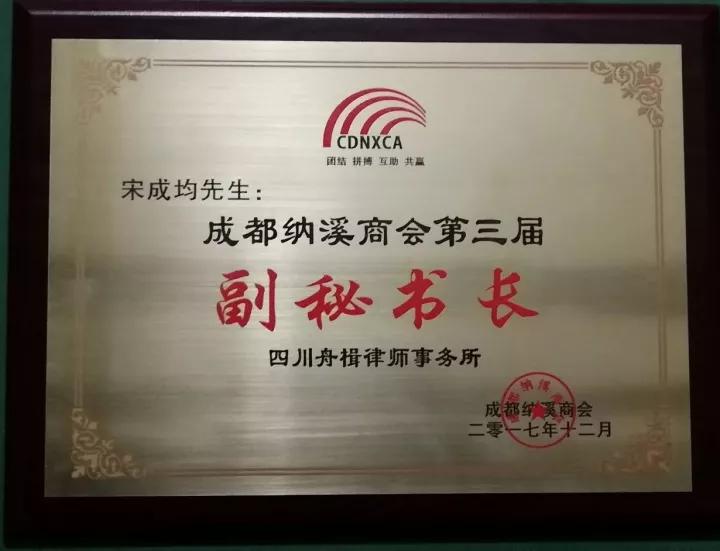 CDNXCA
团结 拼搏 互助 共赢
宋成均先生：
成都纳溪商会第三届
副秘书长
四川舟楫律师事务所
成都纳溪商会
二零一七年十二月